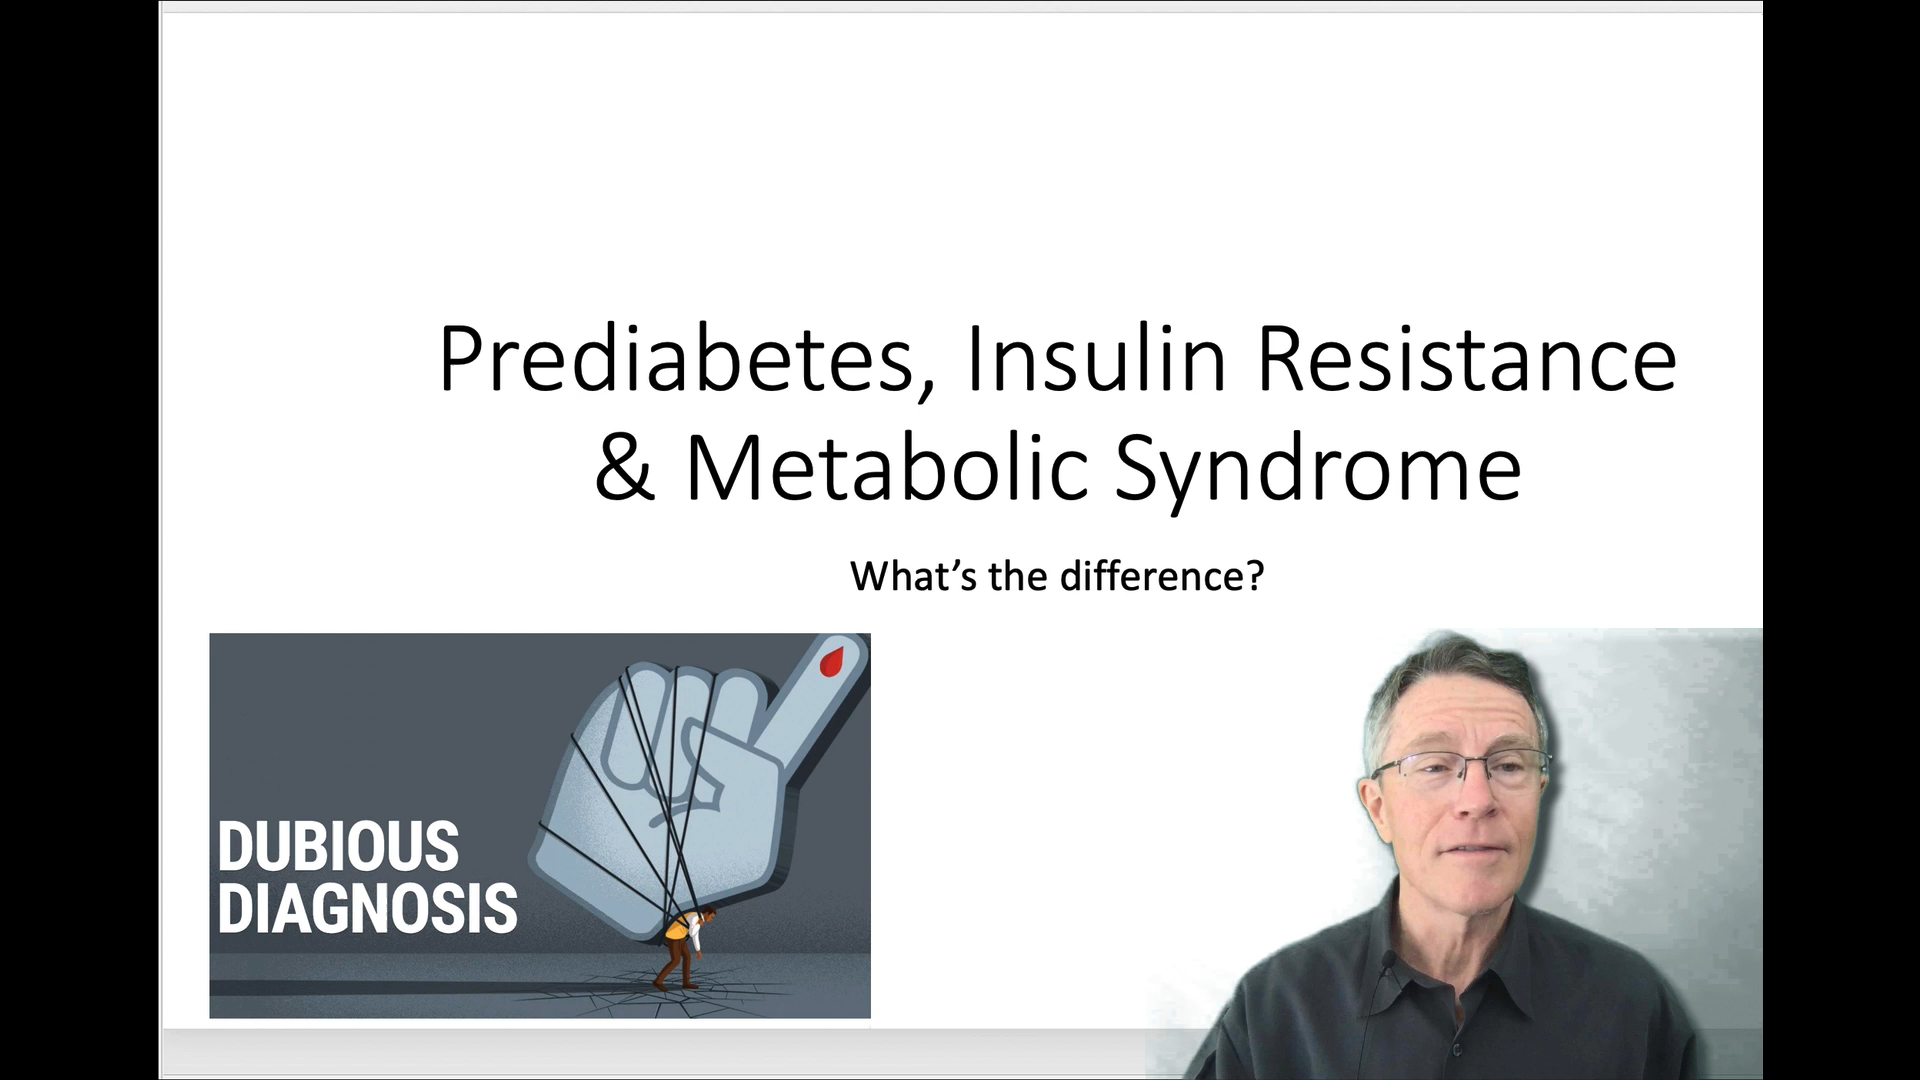 Prediabetes, Insulin Resistance
& Metabolic Syndrome
What’s the difference?
DUBIOUS
DIAGNOSIS